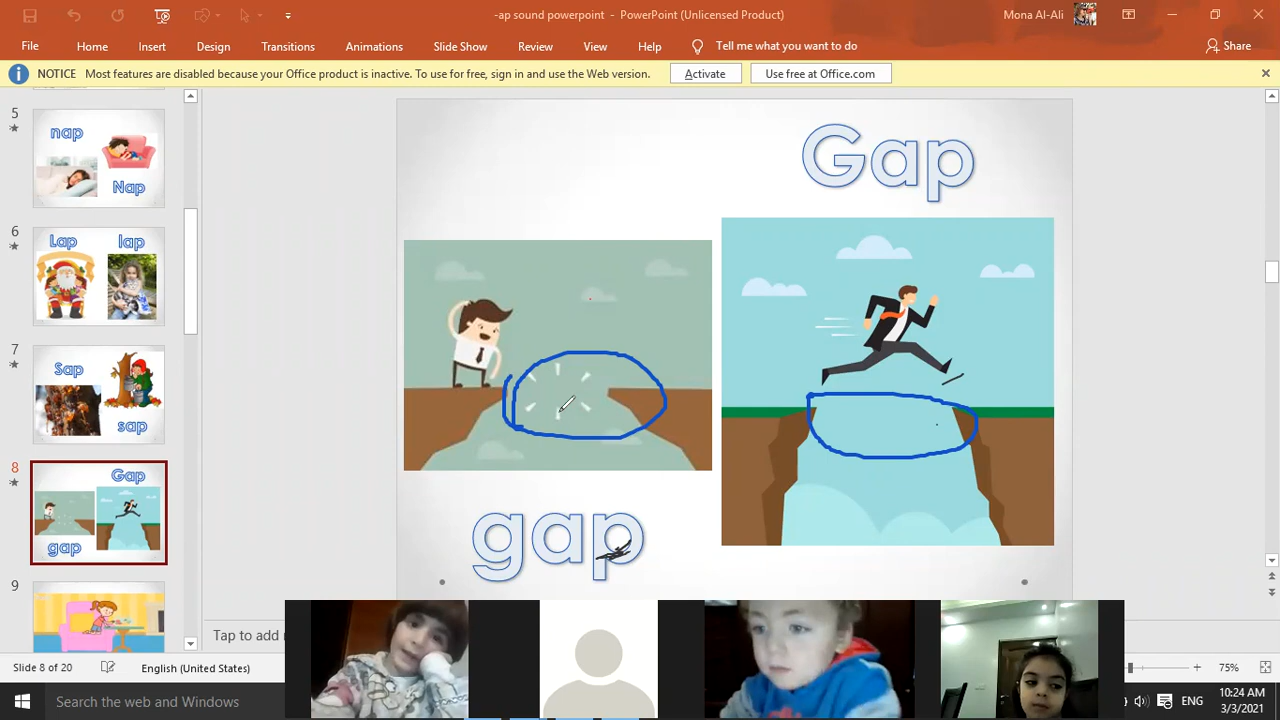 -ap sound powerpoint - PowerPoint (Unlicensed Product)
Mona Al-Ali
File Home Insert Design Transitions Animations Slide Show Review View Help Tell me what you want to do Share
NOTICE Most features are disabled because your Office product is inactive. To use for free, sign in and use the Web version. Activate Use free at Office.com
5
nap
Nap
6
Lap lap
7
Sap
sap
8
Gap
gap
9
Gap
gap
Tap to add
Slide 8 of 20 English (United States) 75%
Search the web and Windows
ENG
10:24 AM
3/3/2021